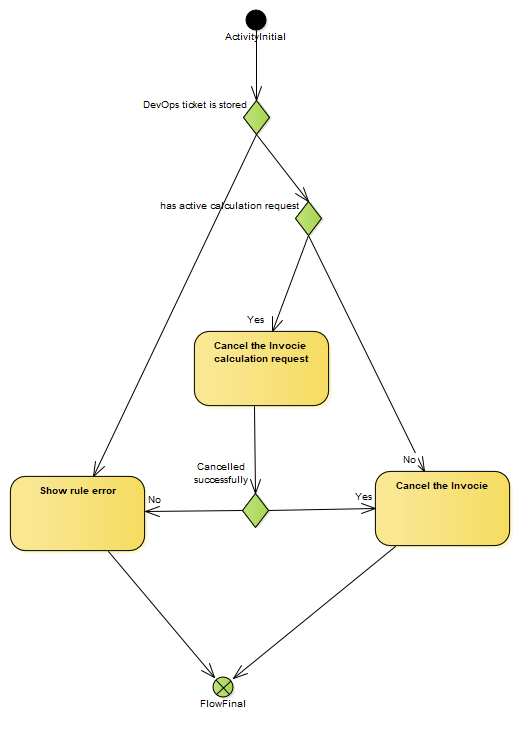 ActivityInitial
DevOps ticket is stored
has active calculation request
Yes
Cancel the Invocie
calculation request
No
Cancelled
successfully
Show rule error
No
Yes
Cancel the Invocie
FlowFinal